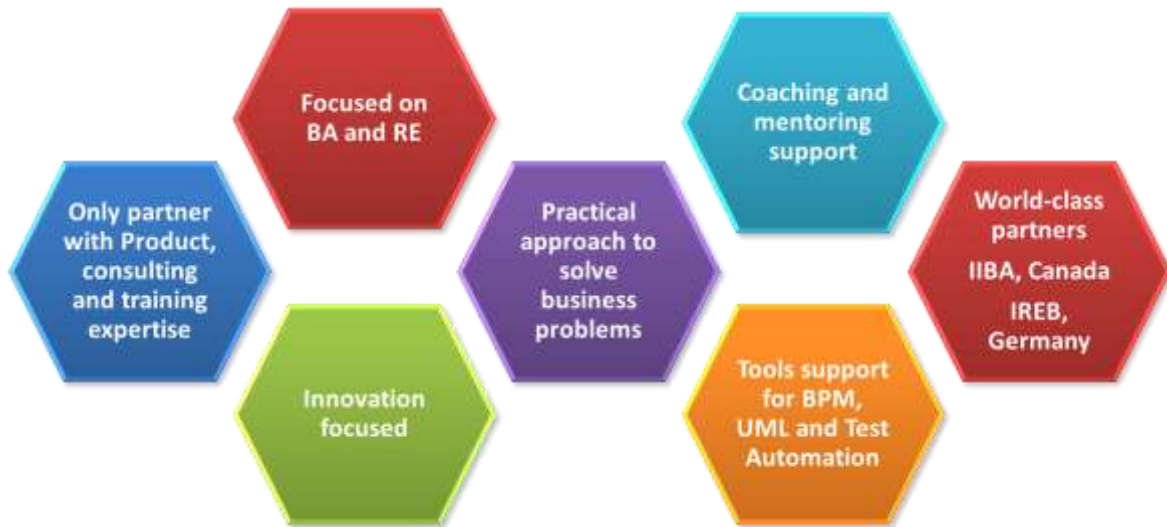 Only partner
with Product,
consulting
and training
expertise
Focused on
BA and RE
Innovation
focused
Practical
approach to
solve
business
problems
Coaching and
mentoring
support
Tools support
for BPM,
UML and Test
Automation
World-class
partners
IIBA, Canada
IREB,
Germany